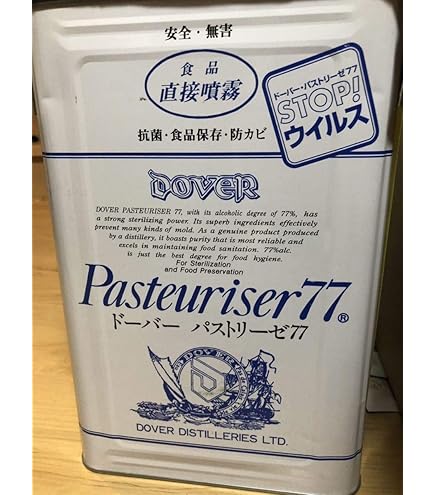 安全・無害
食品
直接噴霧
ドーバー・パストリーゼ77
STOP!
ウイルス
抗菌・食品保存・防カビ
DOVER
DOVER PASTEURISER 77, with its alcoholic degree of 77%, has
a strong sterilizing power. Its superb ingredients effectively
prevent many kinds of mold. As a genuine product produced
by a distillery, it boasts purity that is most reliable and
excels in maintaining food sanitation. 77%alc.
is just the best degree for food hygiene.
For Sterilization
and Food Preservation
Pasteuriser77®
ドーバー パストリーゼ77
DOVER DISTILLERIES LTD.